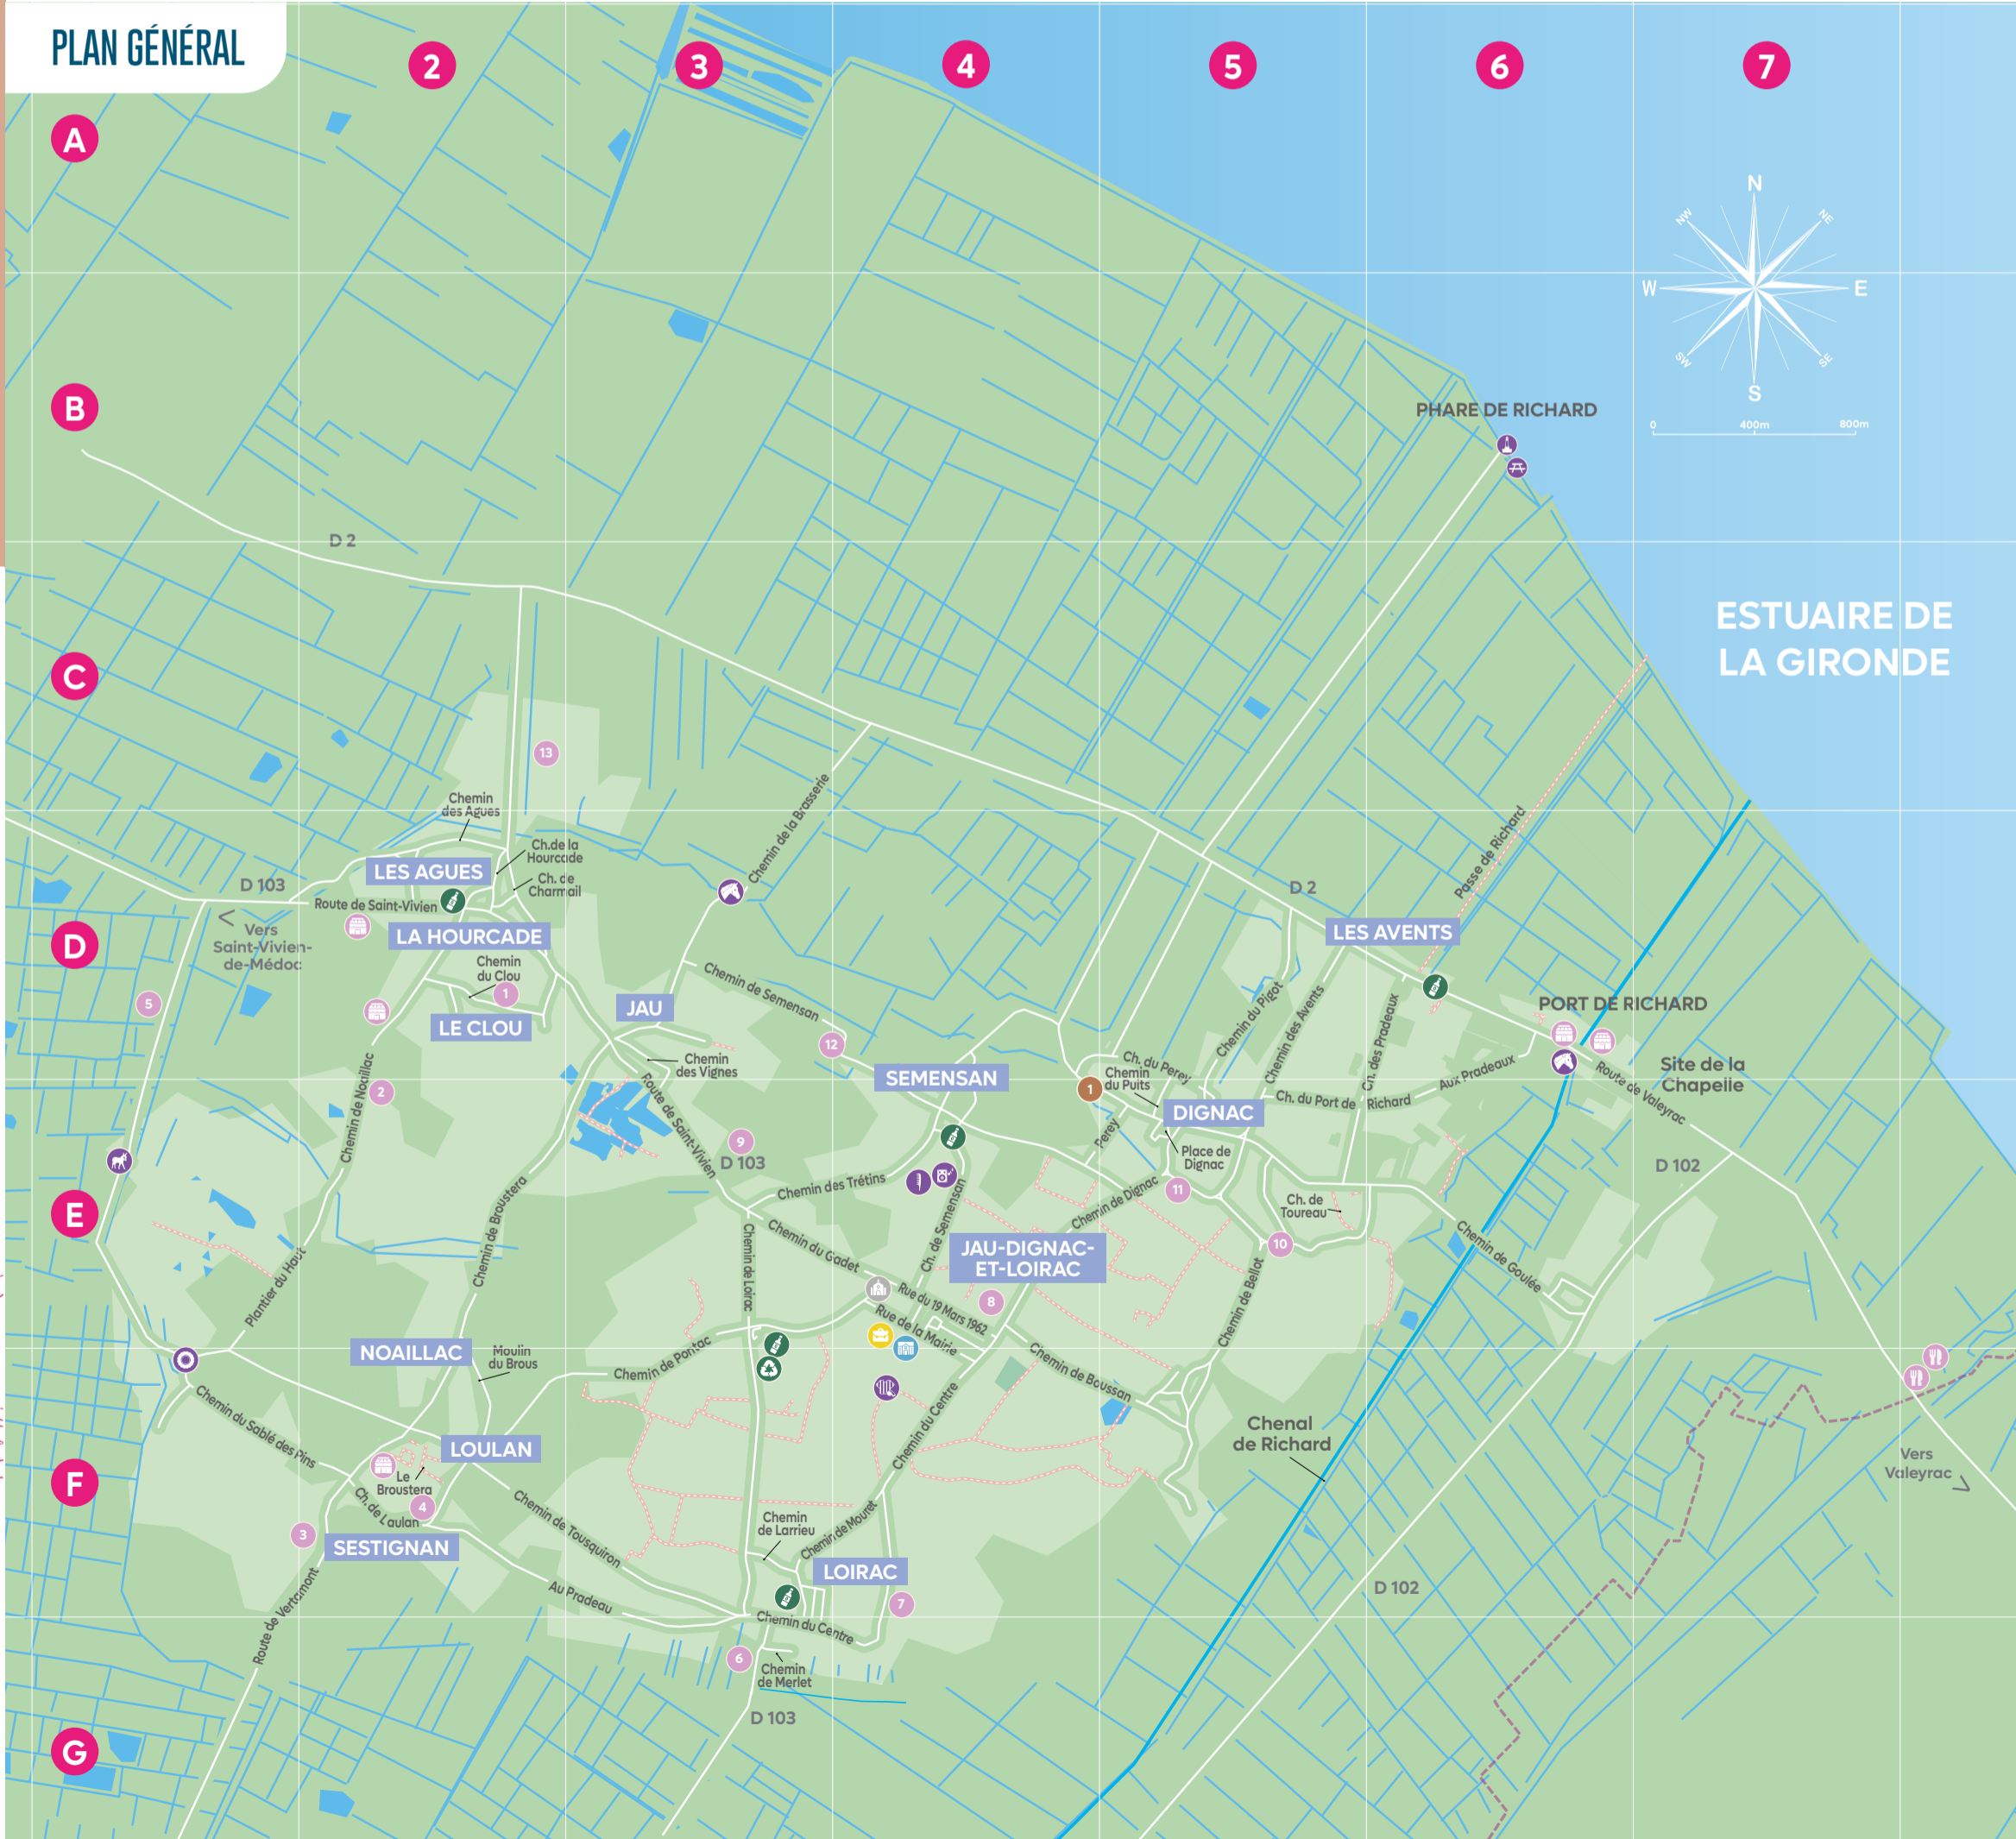 PLAN GÉNÉRAL
2
3
4
5
6
7
A
B
C
D
E
F
G
N
NE
E
SE
S
SW
W
NW
0 400m 800m
PHARE DE RICHARD
ESTUAIRE DE
LA GIRONDE
D 2
13
Chemin
des Agues
Ch.de la
Hourcade
Ch. de
Charmail
LES AGUES
D 103
Route de Saint-Vivien
<
Vers
Saint-Vivien-
de-Médoc
LA HOURCADE
Chemin
du Clou
1
LE CLOU
5
JAU
Chemin de la Brasserie
Chemin de Semensan
12
Chemin
des Vignes
SEMENSAN
D 2
LES AVENTS
Passe de Richard
PORT DE RICHARD
Site de la
Chapelle
Route de Valeyrac
Chemin du Pigot
Chemin des Avents
Ch. des Pradeaux
Aux Pradeaux
Ch. du Port de Richard
Ch. du Perey
Chemin
du Puits
1
DIGNAC
Perey
Place de
Dignac
2
Chemin de Noaillac
Route de Saint-Vivien
9
D 103
Chemin des Trétins
Ch. de Semensan
Chemin de Dignac
11
Ch. de
Toureau
10
D 102
Chemin de Goulée
Chemin de Broustera
Plantier du Haut
Chemin de Loirac
Chemin du Gadet
JAU-DIGNAC-
ET-LOIRAC
8
Rue du 19 Mars 1962
Rue de la Mairie
Chemin de Bellot
NOAILLAC
Moulin
du Brous
Chemin de Pontac
Chemin de Boussan
Chemin du Centre
Chenal
de Richard
Vers
Valeyrac
>
Chemin du Sablé des Pins
LOULAN
Le
Broustera
4
Ch. de Laulan
3
SESTIGNAN
Chemin de Tousquiron
Chemin
de Larrieu
Chemin de Mouret
LOIRAC
7
Au Pradeau
Chemin du Centre
Route de Vertamont
6
Chemin
de Merlet
D 103
D 102